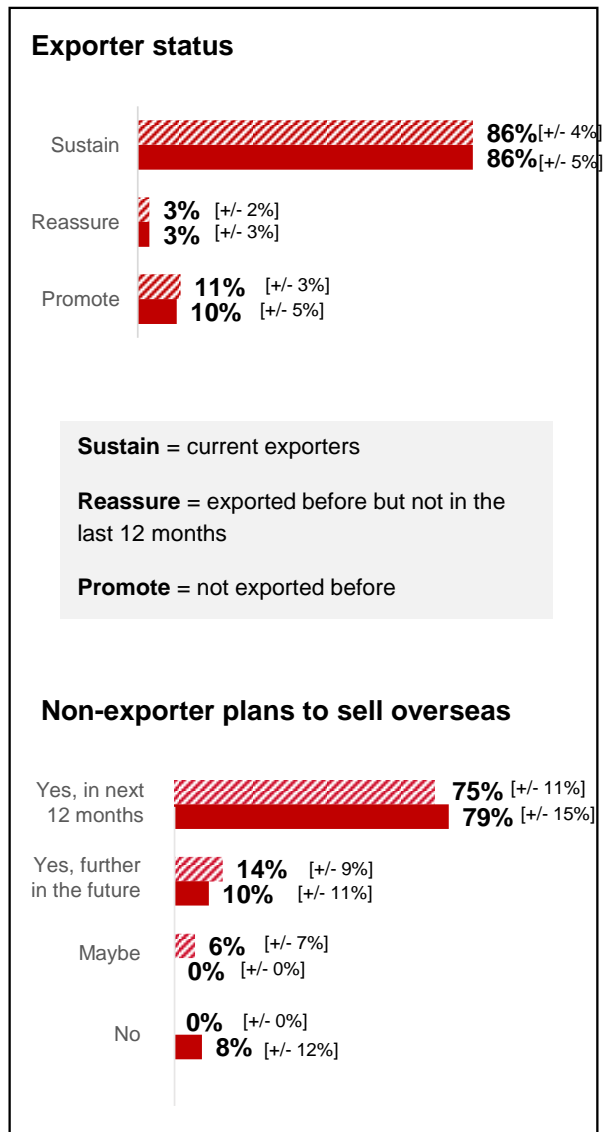 Exporter status
Sustain
86% [+/- 4%]
86% [+/- 5%]
Reassure
3% [+/- 2%]
3% [+/- 3%]
Promote
11% [+/- 3%]
10% [+/- 5%]
Sustain = current exporters
Reassure = exported before but not in the
last 12 months
Promote = not exported before
Non-exporter plans to sell overseas
Yes, in next
12 months
75% [+/- 11%]
79% [+/- 15%]
Yes, further
in the future
14% [+/- 9%]
10% [+/- 11%]
Maybe
6% [+/- 7%]
0% [+/- 0%]
No
0% [+/- 0%]
8% [+/- 12%]